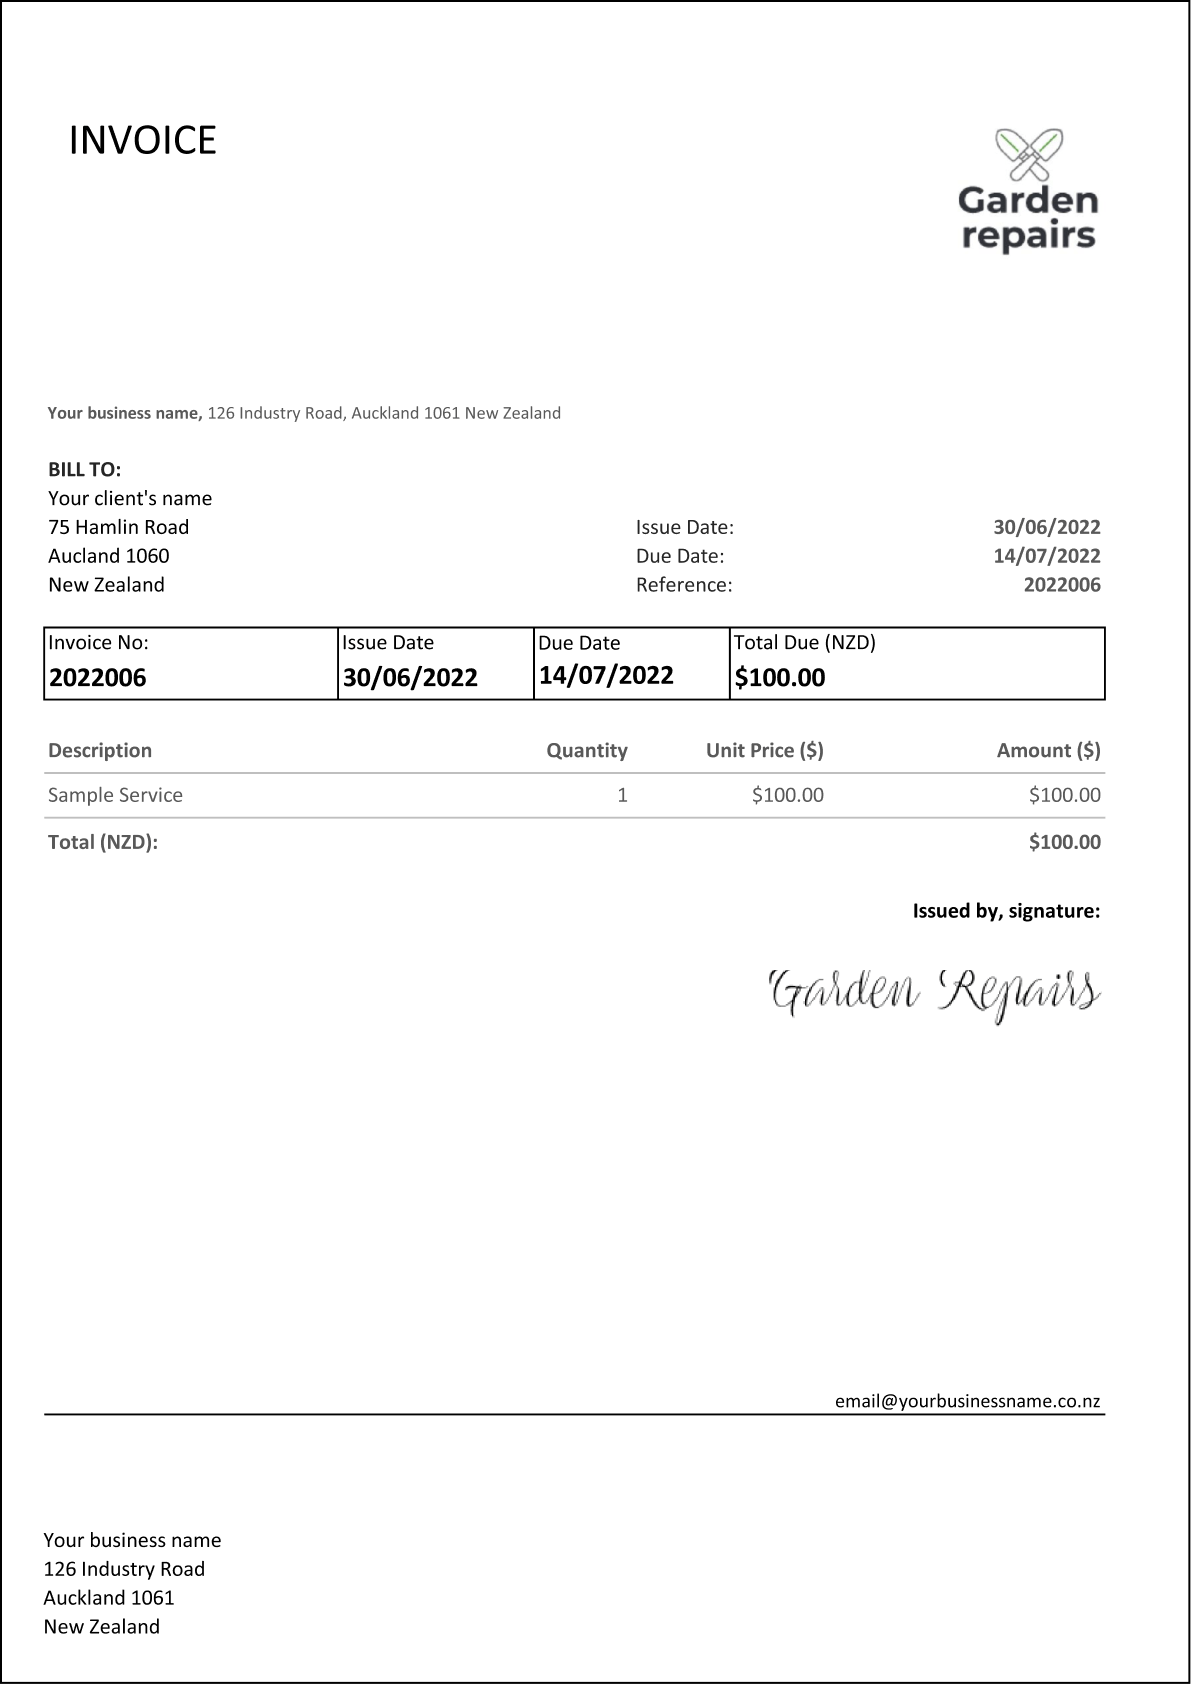 INVOICE
Garden
repairs
Your business name, 126 Industry Road, Auckland 1061 New Zealand
BILL TO:
Your client's name
75 Hamlin Road
Aucland 1060
New Zealand
Issue Date: 30/06/2022
Due Date: 14/07/2022
Reference: 2022006
Invoice No: Issue Date Due Date Total Due (NZD)
2022006 30/06/2022 14/07/2022 $100.00
Description Quantity Unit Price ($) Amount ($)
Sample Service 1 $100.00 $100.00
Total (NZD): $100.00
Issued by, signature:
Garden Repairs
email@yourbusinessname.co.nz
Your business name
126 Industry Road
Auckland 1061
New Zealand